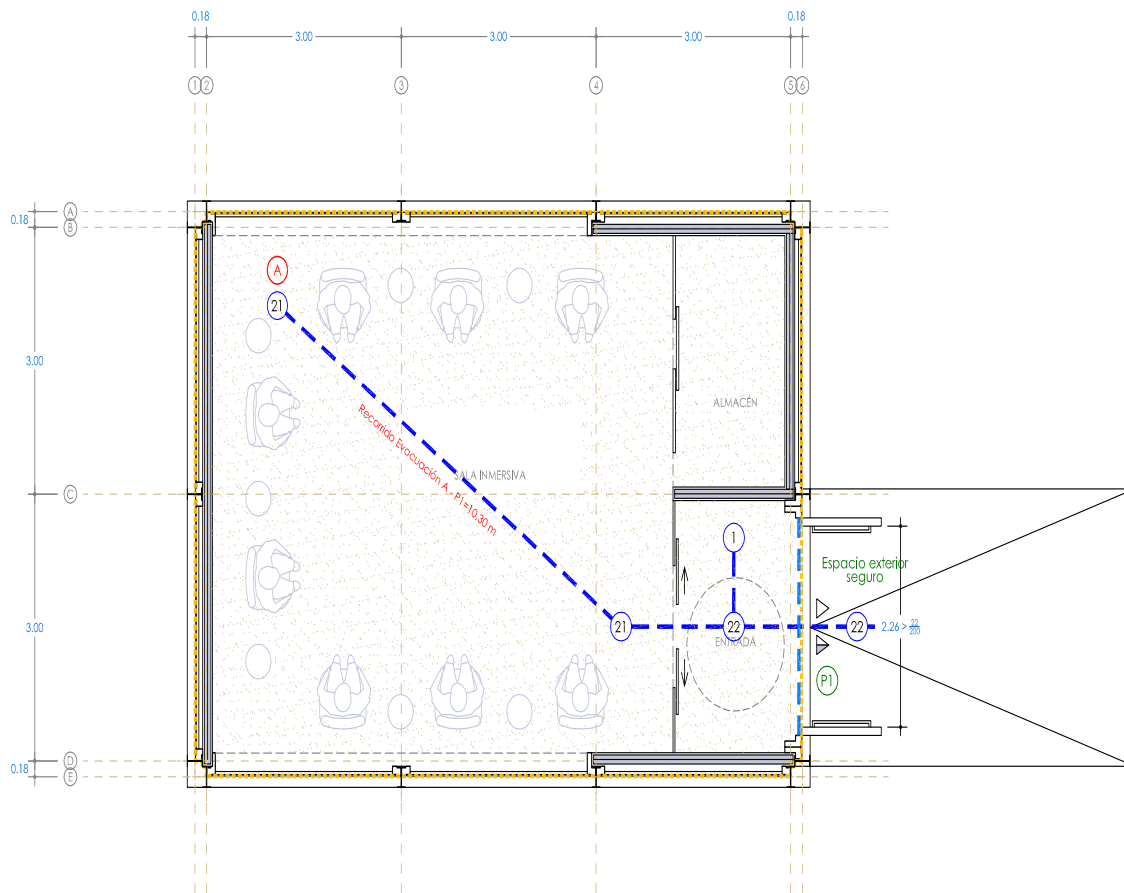 0.18
0.18
3.00
3.00
3.00
1
2
3
4
5
6
A
0.18
B
A
21
3.00
ALMACÉN
Recorrido Evacuación A - P1=10.30 m
SALA INMERSIVA
C
1
Espacio exterior
seguro
3.00
21
22
22
2.26 > 22/200
ENTRADA
P1
D
0.18
E